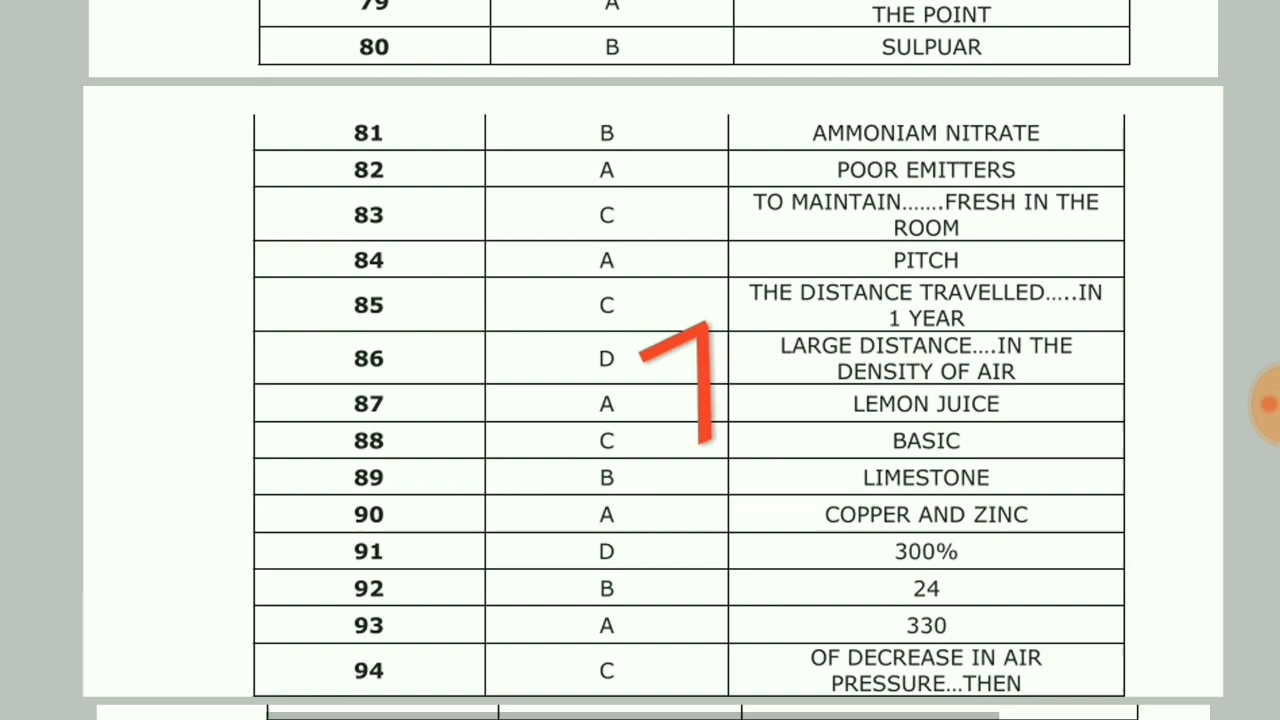 79 A THE POINT
80 B SULPUAR
81 B AMMONIAM NITRATE
82 A POOR EMITTERS
83 C TO MAINTAIN.......FRESH IN THE
ROOM
84 A PITCH
85 C THE DISTANCE TRAVELLED.....IN
1 YEAR
86 D LARGE DISTANCE....IN THE
DENSITY OF AIR
87 A LEMON JUICE
88 C BASIC
89 B LIMESTONE
90 A COPPER AND ZINC
91 D 300%
92 B 24
93 A 330
94 C OF DECREASE IN AIR
PRESSURE...THEN